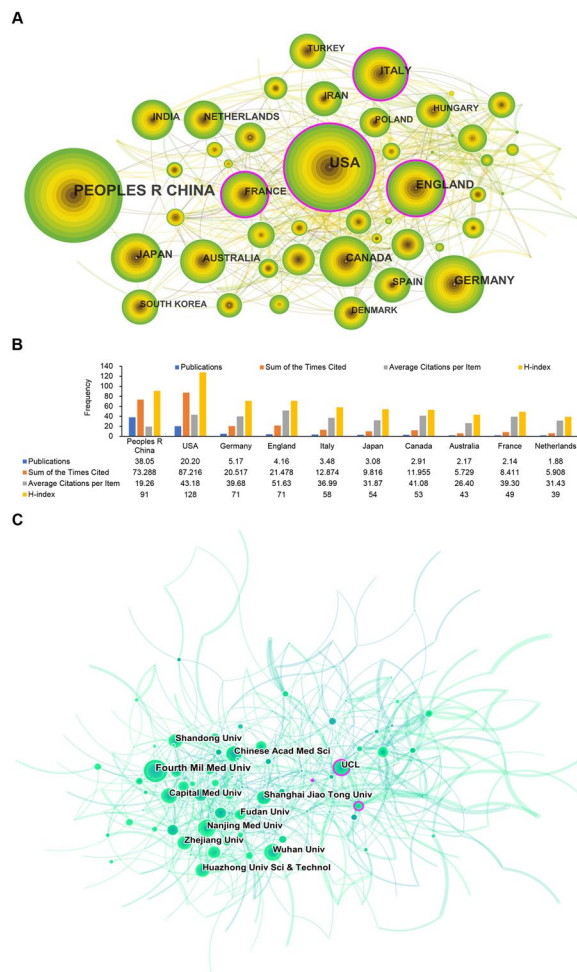 A
TURKEY
ITALY
IRAN
HUNGARY
INDIA
NETHERLANDS
POLAND
USA
PEOPLES R CHINA
FRANCE
ENGLAND
JAPAN
AUSTRALIA
CANADA
SPAIN
GERMANY
SOUTH KOREA
DENMARK
B
Publications Sum of the Times Cited Average Citations per Item H-index
Frequency
140
120
100
80
60
40
20
0
Peoples R China USA Germany England Italy Japan Canada Australia France Netherlands
Publications 38.05 20.20 5.17 4.16 3.48 3.08 2.91 2.17 2.14 1.88
Sum of the Times Cited 73.288 87.216 20.517 21.478 12.874 9.816 11.955 5.729 8.411 5.908
Average Citations per Item 19.26 43.18 39.68 51.63 36.99 31.87 41.08 26.40 39.30 31.43
H-index 91 128 71 71 58 54 53 43 49 39
C
Shandong Univ
Chinese Acad Med Sci
Fourth Mil Med Univ
UCL
Capital Med Univ
Shanghai Jiao Tong Univ
Fudan Univ
Nanjing Med Univ
Zhejiang Univ
Wuhan Univ
Huazhong Univ Sci & Technol